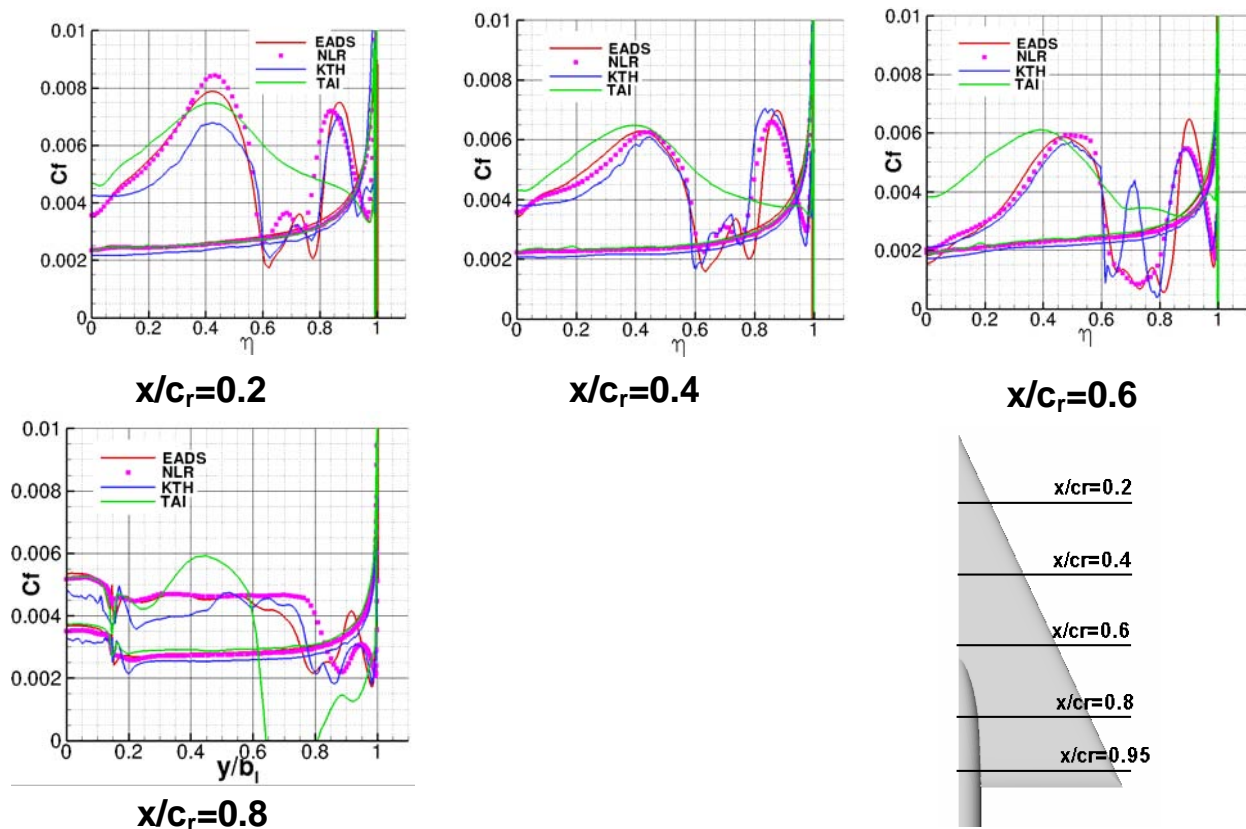 0.01
0.008
0.006
0.004
0.002
0
Cf
0 0.2 0.4 0.6 0.8 1
η
EADS
NLR
KTH
TAI
x/cᵣ=0.2
0.01
0.008
0.006
0.004
0.002
0
Cf
0 0.2 0.4 0.6 0.8 1
η
EADS
NLR
KTH
TAI
x/cᵣ=0.4
0.01
0.008
0.006
0.004
0.002
0
Cf
0 0.2 0.4 0.6 0.8 1
η
EADS
NLR
KTH
TAI
x/cᵣ=0.6
0.01
0.008
0.006
0.004
0.002
0
Cf
0 0.2 0.4 0.6 0.8 1
y/bₗ
EADS
NLR
KTH
TAI
x/cᵣ=0.8
x/cr=0.2
x/cr=0.4
x/cr=0.6
x/cr=0.8
x/cr=0.95